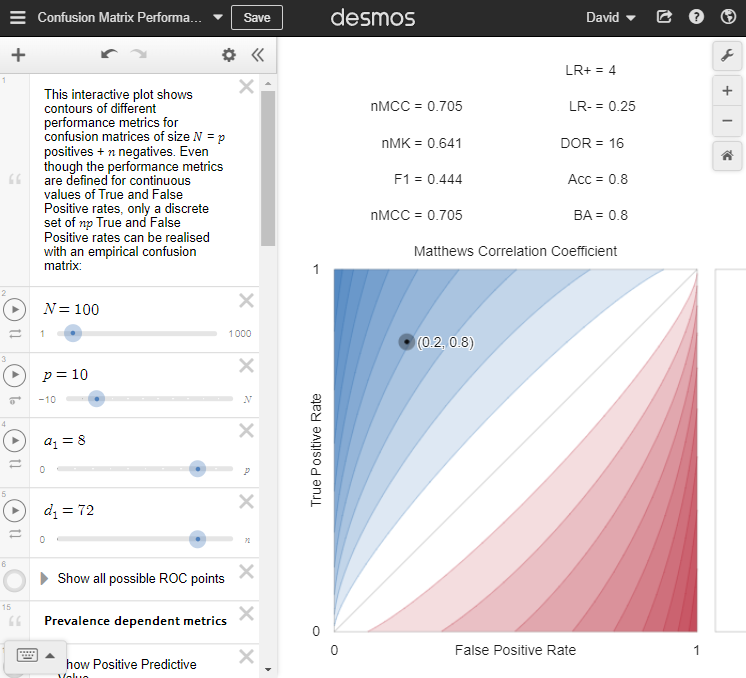 Confusion Matrix Performa...
Save
desmos
David
1
This interactive plot shows
contours of different
performance metrics for
confusion matrices of size N = p
positives + n negatives. Even
though the performance metrics
are defined for continuous
values of True and False
Positive rates, only a discrete
set of np True and False
Positive rates can be realised
with an empirical confusion
matrix:
2
N = 100
1
1000
3
p = 10
−10
N
4
a₁ = 8
0
p
5
d₁ = 72
0
n
6
Show all possible ROC points
15
Prevalence dependent metrics
how Positive Predictive
LR+ = 4
nMCC = 0.705
LR- = 0.25
nMK = 0.641
DOR = 16
F1 = 0.444
Acc = 0.8
nMCC = 0.705
BA = 0.8
Matthews Correlation Coefficient
1
(0.2, 0.8)
True Positive Rate
0
0
False Positive Rate
1